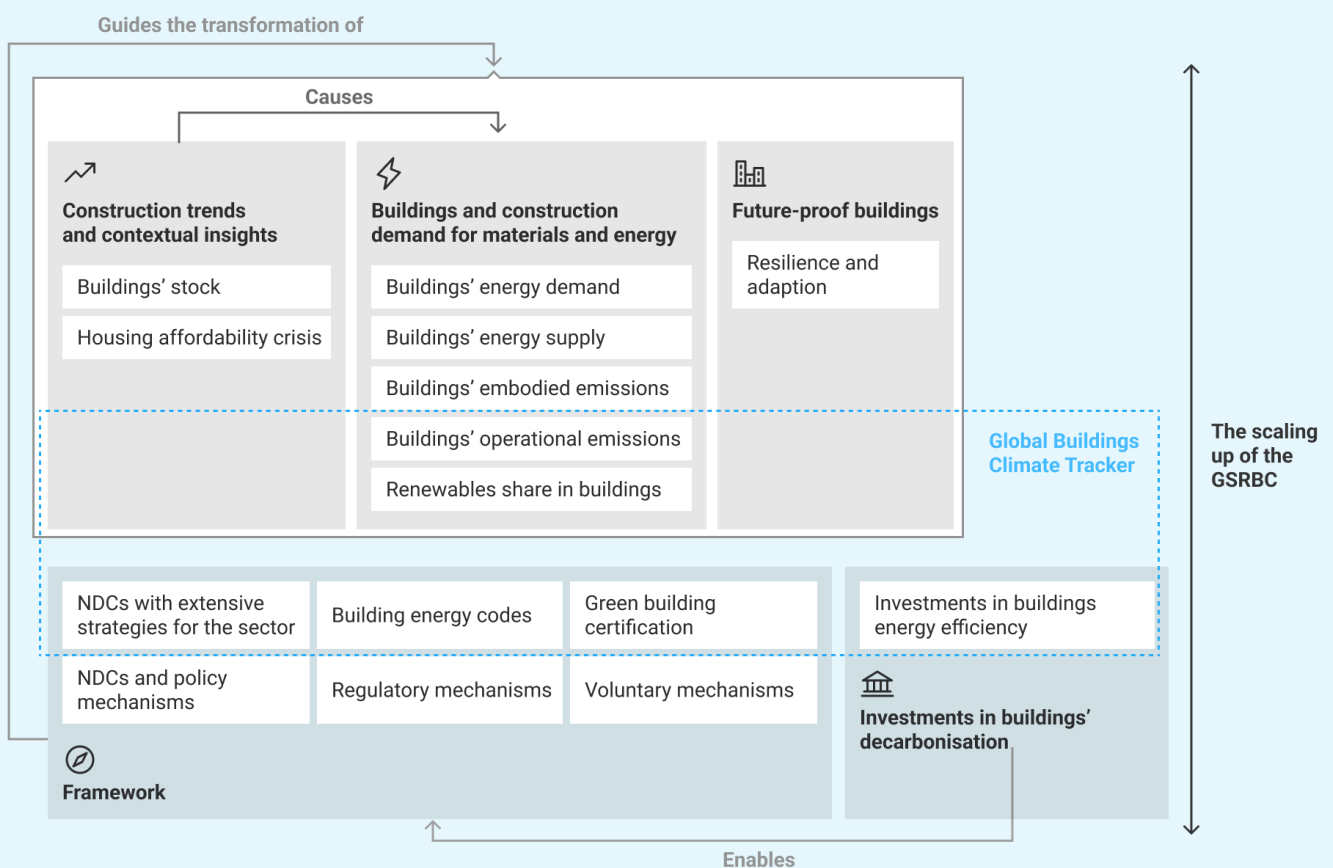 Guides the transformation of
Causes
Construction trends
and contextual insights
Buildings’ stock
Housing affordability crisis
Buildings and construction
demand for materials and energy
Buildings’ energy demand
Buildings’ energy supply
Buildings’ embodied emissions
Buildings’ operational emissions
Renewables share in buildings
Future-proof buildings
Resilience and
adaption
Global Buildings
Climate Tracker
The scaling
up of the
GSRBC
NDCs with extensive
strategies for the sector
Building energy codes
Green building
certification
Investments in buildings
energy efficiency
NDCs and policy
mechanisms
Regulatory mechanisms
Voluntary mechanisms
Framework
Investments in buildings’
decarbonisation
Enables